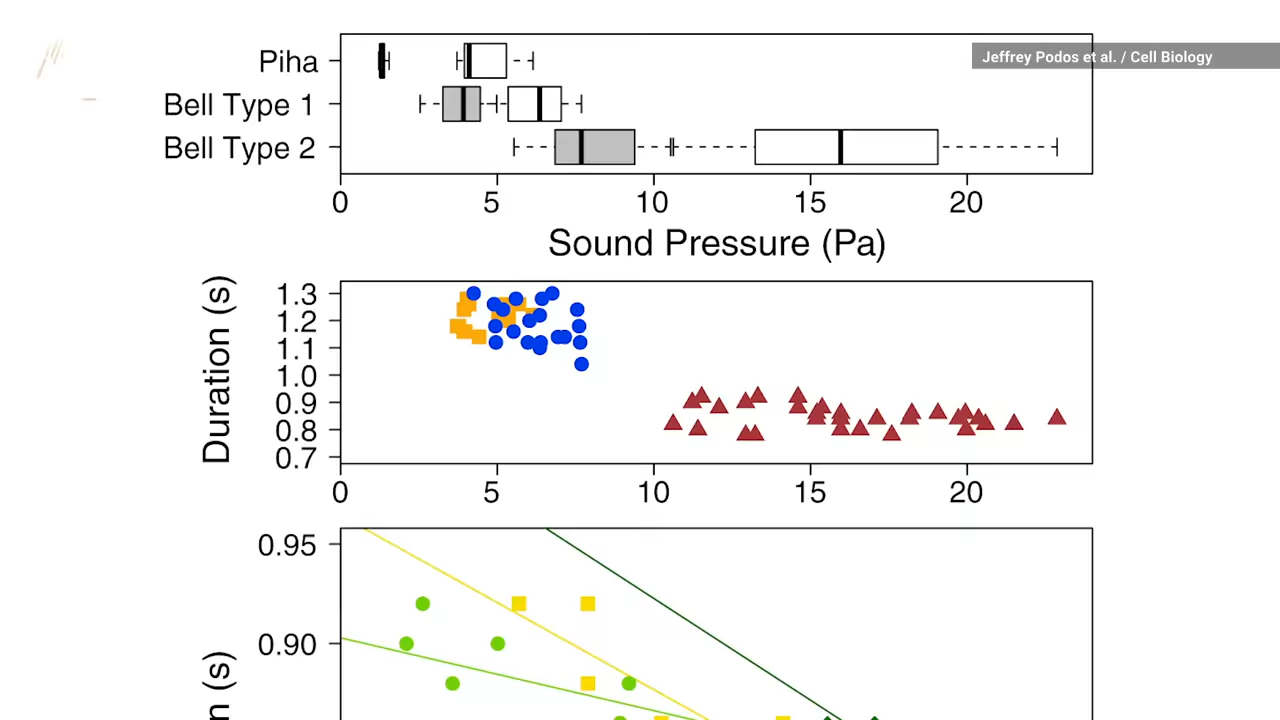 Jeffrey Podos et al. / Cell Biology
Piha
Bell Type 1
Bell Type 2
0 5 10 15 20
Sound Pressure (Pa)
Duration (s)
1.3
1.2
1.1
1.0
0.9
0.8
0.7
0 5 10 15 20
0.95
0.90
n (s)